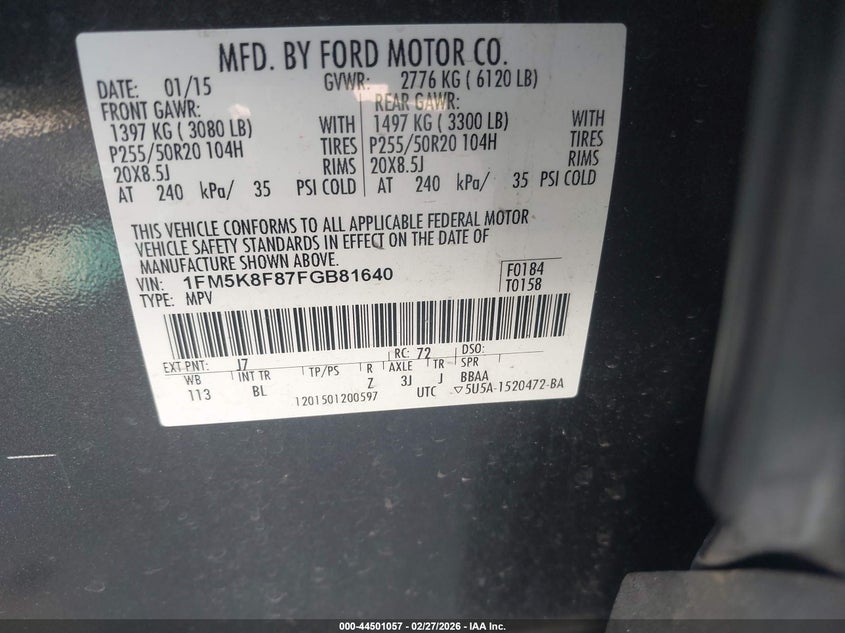 MFD. BY FORD MOTOR CO.
DATE: 01/15 GVWR: 2776 KG ( 6120 LB)
FRONT GAWR: REAR GAWR:
1397 KG ( 3080 LB) WITH 1497 KG ( 3300 LB) WITH
P255/50R20 104H TIRES P255/50R20 104H TIRES
20X8.5J RIMS 20X8.5J RIMS
AT 240 kPa/ 35 PSI COLD AT 240 kPa/ 35 PSI COLD
THIS VEHICLE CONFORMS TO ALL APPLICABLE FEDERAL MOTOR
VEHICLE SAFETY STANDARDS IN EFFECT ON THE DATE OF
MANUFACTURE SHOWN ABOVE.
VIN: 1FM5K8F87FGB81640 F0184
TYPE: MPV T0158
EXT PNT: J7 RC: 72 DSO:
WB INT TR TP/PS R AXLE TR SPR
113 BL Z 3J J BBAA
1201501200597 UTC ▽5U5A-1520472-BA
000-44501057 - 02/27/2026 - IAA Inc.